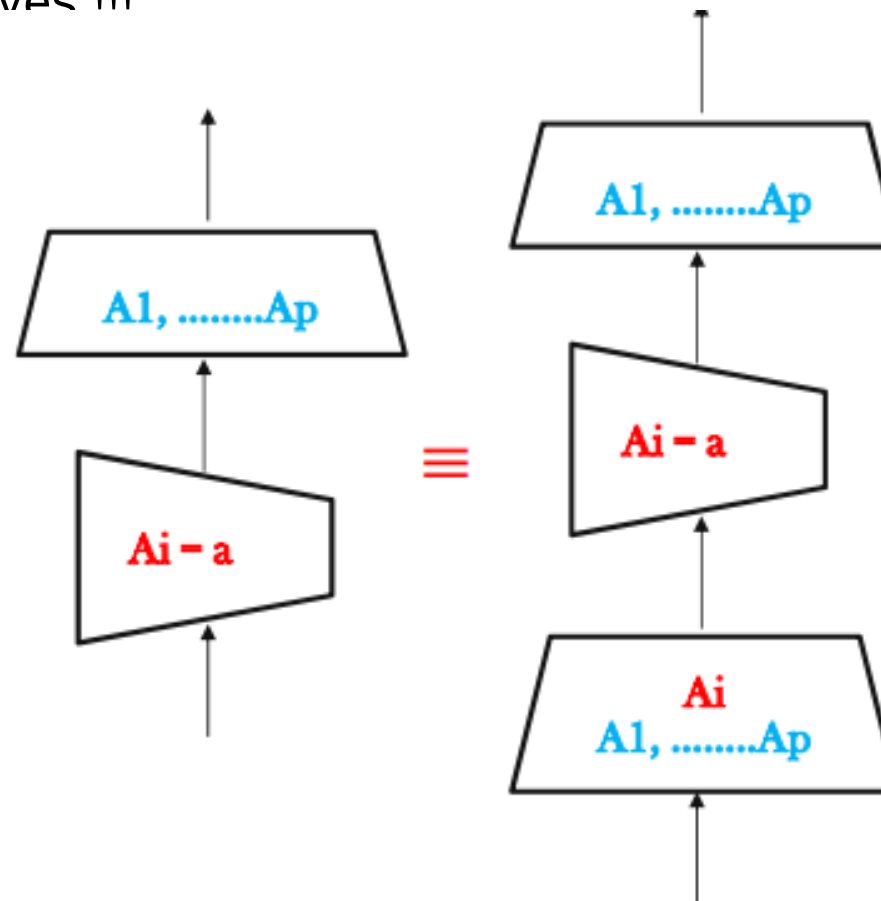 A1, ........Ap
Ai = a
≡
A1, ........Ap
Ai = a
Ai
A1, ........Ap